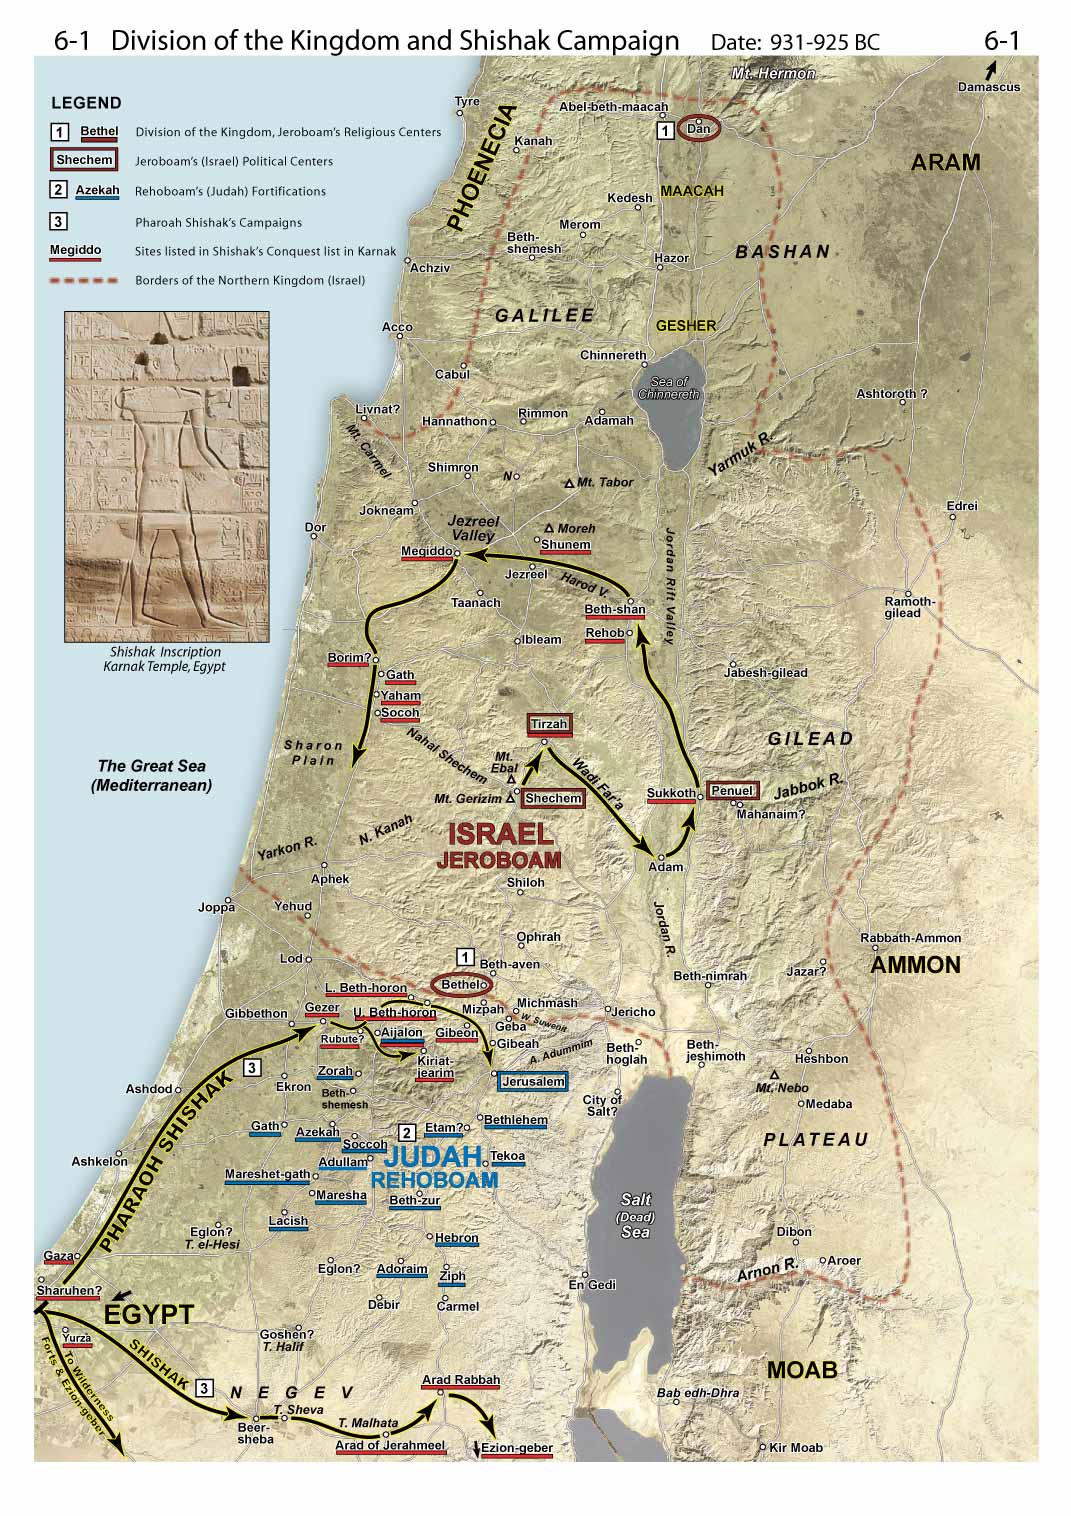 6-1 Division of the Kingdom and Shishak Campaign Date: 931-925 BC 6-1
LEGEND
1 Bethel Division of the Kingdom, Jeroboam's Religious Centers
Shechem Jeroboam's (Israel) Political Centers
2 Azekah Rehoboam's (Judah) Fortifications
3 Pharoah Shishak's Campaigns
Megiddo Sites listed in Shishak's Conquest list in Karnak
Borders of the Northern Kingdom (Israel)
Shishak Inscription
Karnak Temple, Egypt
Mt. Hermon
Damascus
Tyre
PHOENECIA
Abel-beth-maacah
1
Dan
Kanah
ARAM
MAACAH
Kedesh
Merom
Beth-
shemesh
BASHAN
Hazor
Achziv
GALILEE
GESHER
Acco
Chinnereth
Cabul
Sea of
Chinnereth
Ashtoroth ?
Livnat?
Hannathon
Rimmon
Adamah
Mt. Carmel
Yarmuk R.
Shimron
N
Mt. Tabor
Jokneam
Edrei
Jezreel
Valley
Moreh
Dor
Shunem
Megiddo
Jordan Rift Valley
Jezreel
Harod V.
Taanach
Beth-shan
Ramoth-
gilead
Rehob
Ibleam
Borim?
Gath
Jabesh-gilead
Yaham
Socoh
Tirzah
Sharon
Plain
Nahal Shechem
GILEAD
Mt.
Ebal
Wadi Far'a
The Great Sea
(Mediterranean)
Mt. Gerizim
Shechem
Sukkoth
Penuel
Jabbok R.
Mahanaim?
N. Kanah
ISRAEL
JEROBOAM
Yarkon R.
Adam
Aphek
Shiloh
Joppa
Yehud
Jordan R.
Ophrah
Rabbath-Ammon
Lod
1
Beth-aven
AMMON
Jazar?
Beth-nimrah
Bethel
L. Beth-horon
Gezer
U. Beth-horon
Mizpah
Michmash
Gibbethon
Geba
W. Suwenit
Jericho
Rubute?
Aijalon
Gibeon
Gibeah
A. Adummim
Beth-
hoglah
Beth-
jeshimoth
Heshbon
3
Kiriat-
jearim
Zorah
Jerusalem
Ashdod
Ekron
Beth-
shemesh
Mt. Nebo
City of
Salt?
Medaba
PHARAOH SHISHAK
Gath
Azekah
2
Etam?
Bethlehem
Soccoh
PLATEAU
Ashkelon
Adullam
JUDAH
REHOBOAM
Tekoa
Mareshet-gath
Maresha
Beth-zur
Salt
(Dead)
Sea
Lacish
Eglon?
T. el-Hesi
Hebron
Dibon
Gaza
Eglon?
Adoraim
Ziph
Arnon R.
Aroer
En Gedi
Sharuhen?
EGYPT
Debir
Carmel
Yurza
Goshen?
T. Halif
To Wilderness
Forts & Ezion-geber
SHISHAK
3
NEGEV
Arad Rabbah
MOAB
Bab edh-Dhra
T. Sheva
T. Malhata
Beer-
sheba
Arad of Jerahmeel
Ezion-geber
Kir Moab